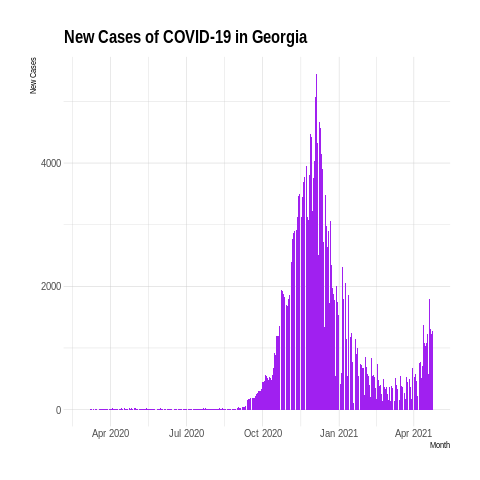 New Cases of COVID-19 in Georgia
New Cases
4000
2000
0
Apr 2020 Jul 2020 Oct 2020 Jan 2021 Apr 2021
Month